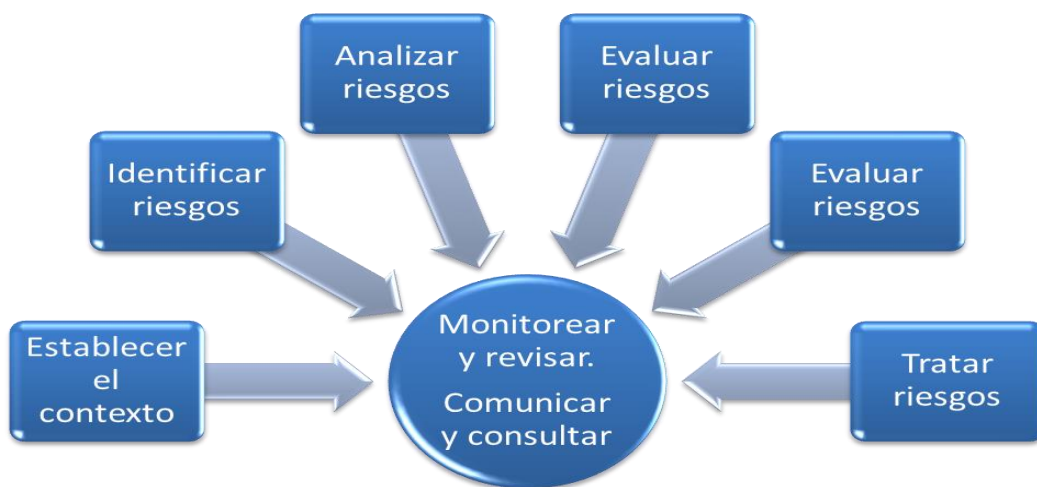 Establecer
el
contexto
Identificar
riesgos
Analizar
riesgos
Evaluar
riesgos
Evaluar
riesgos
Tratar
riesgos
Monitorear
y revisar.
Comunicar
y consultar